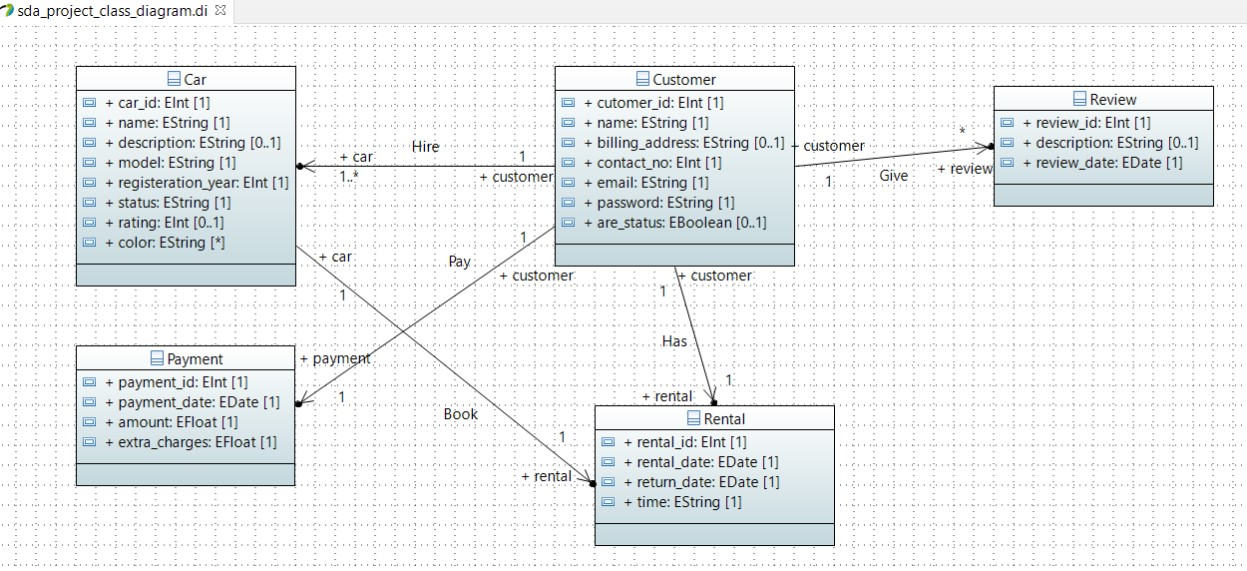 sda_project_class_diagram.di
Car
+ car_id: EInt [1]
+ name: EString [1]
+ description: EString [0..1]
+ model: EString [1]
+ registeration_year: EInt [1]
+ status: EString [1]
+ rating: EInt [0..1]
+ color: EString [*]
Customer
+ cutomer_id: EInt [1]
+ name: EString [1]
+ billing_address: EString [0..1]
+ contact_no: EInt [1]
+ email: EString [1]
+ password: EString [1]
+ are_status: EBoolean [0..1]
Review
+ review_id: EInt [1]
+ description: EString [0..1]
+ review_date: EDate [1]
Hire
+ car
1..*
1
+ customer
+ customer
1
Give
*
+ review
+ car
1
Pay
1
+ customer
+ customer
1
Has
1
+ rental
+ payment
1
Book
1
+ rental
Payment
+ payment_id: EInt [1]
+ payment_date: EDate [1]
+ amount: EFloat [1]
+ extra_charges: EFloat [1]
Rental
+ rental_id: EInt [1]
+ rental_date: EDate [1]
+ return_date: EDate [1]
+ time: EString [1]